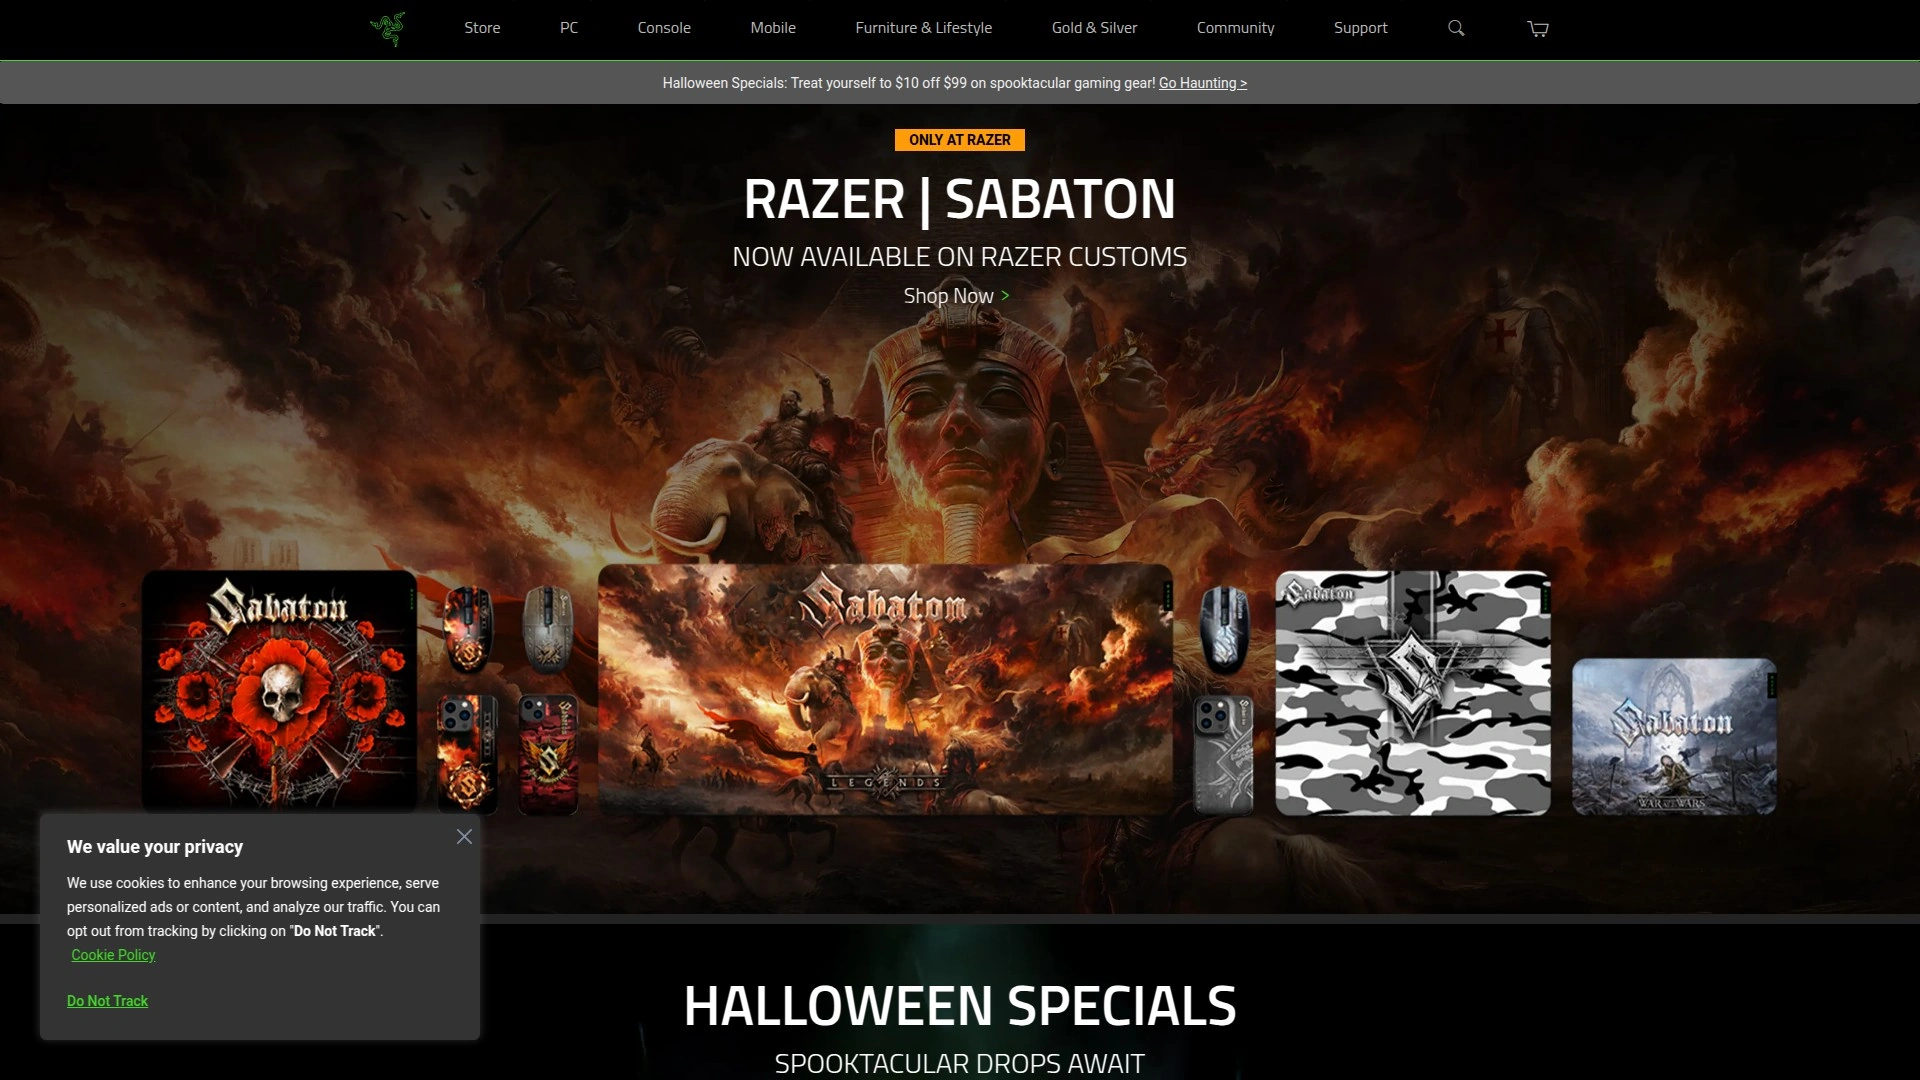 Store PC Console Mobile Furniture & Lifestyle Gold & Silver Community Support
Halloween Specials: Treat yourself to $10 off $99 on spooktacular gaming gear! Go Haunting >
ONLY AT RAZER
RAZER | SABATON
NOW AVAILABLE ON RAZER CUSTOMS
Shop Now >
Sabaton
Sabaton
LEGENDS
Sabaton
Sabaton
WAR OF WARS
We value your privacy
We use cookies to enhance your browsing experience, serve
personalized ads or content, and analyze our traffic. You can
opt out from tracking by clicking on "Do Not Track".
Cookie Policy
Do Not Track
HALLOWEEN SPECIALS
SPOOKTACULAR DROPS AWAIT